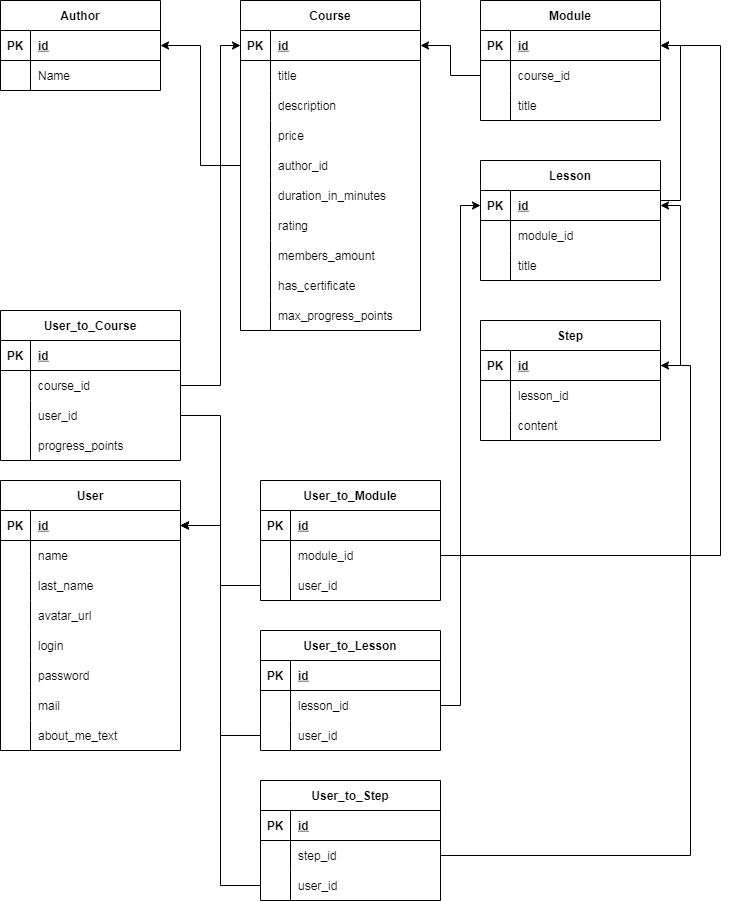 Author
PK id
Name
Course
PK id
title
description
price
author_id
duration_in_minutes
rating
members_amount
has_certificate
max_progress_points
Module
PK id
course_id
title
Lesson
PK id
module_id
title
Step
PK id
lesson_id
content
User_to_Course
PK id
course_id
user_id
progress_points
User
PK id
name
last_name
avatar_url
login
password
mail
about_me_text
User_to_Module
PK id
module_id
user_id
User_to_Lesson
PK id
lesson_id
user_id
User_to_Step
PK id
step_id
user_id